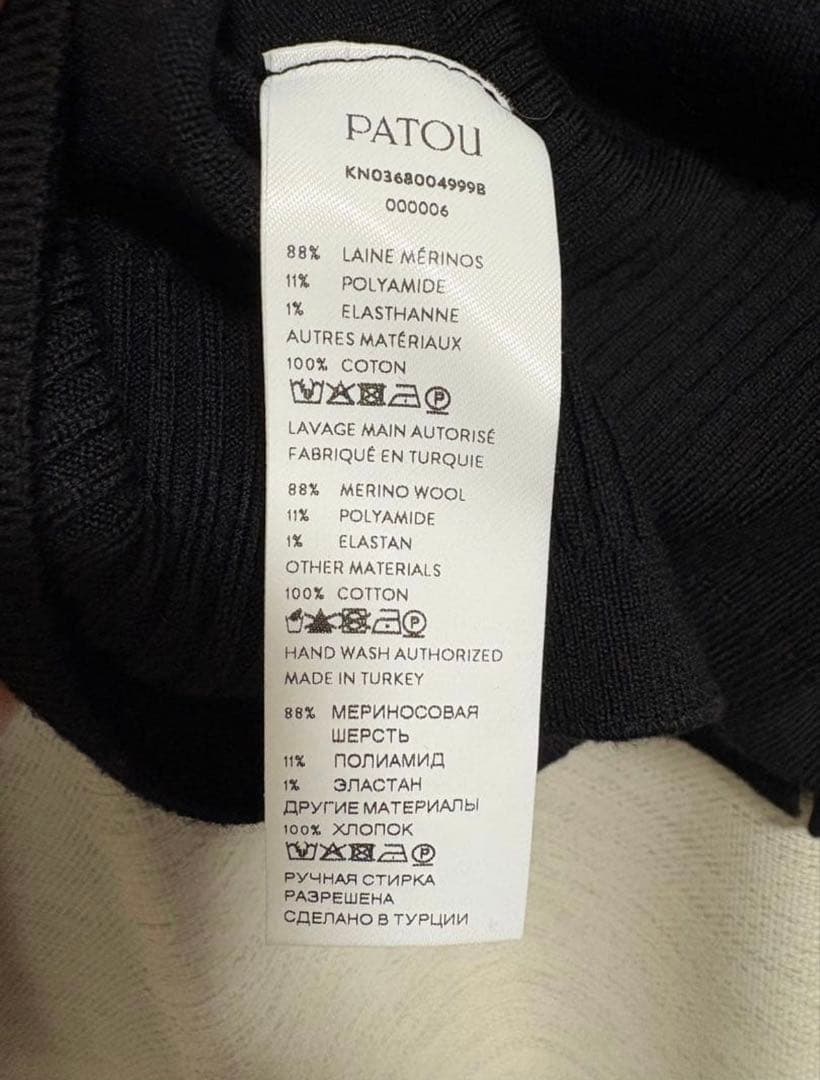 PATOU
KN0368004999B
000006
88% LAINE MÉRINOS
11% POLYAMIDE
1% ELASTHANNE
AUTRES MATÉRIAUX
100% COTON
P
LAVAGE MAIN AUTORISÉ
FABRIQUÉ EN TURQUIE
88% MERINO WOOL
11% POLYAMIDE
1% ELASTAN
OTHER MATERIALS
100% COTTON
P
HAND WASH AUTHORIZED
MADE IN TURKEY
88% МЕРИНОСОВАЯ
ШЕРСТЬ
11% ПОЛИАМИД
1% ЭЛАСТАН
ДРУГИЕ МАТЕРИАЛЫ
100% ХЛОПОК
P
РУЧНАЯ СТИРКА
РАЗРЕШЕНА
СДЕЛАНО В ТУРЦИИ